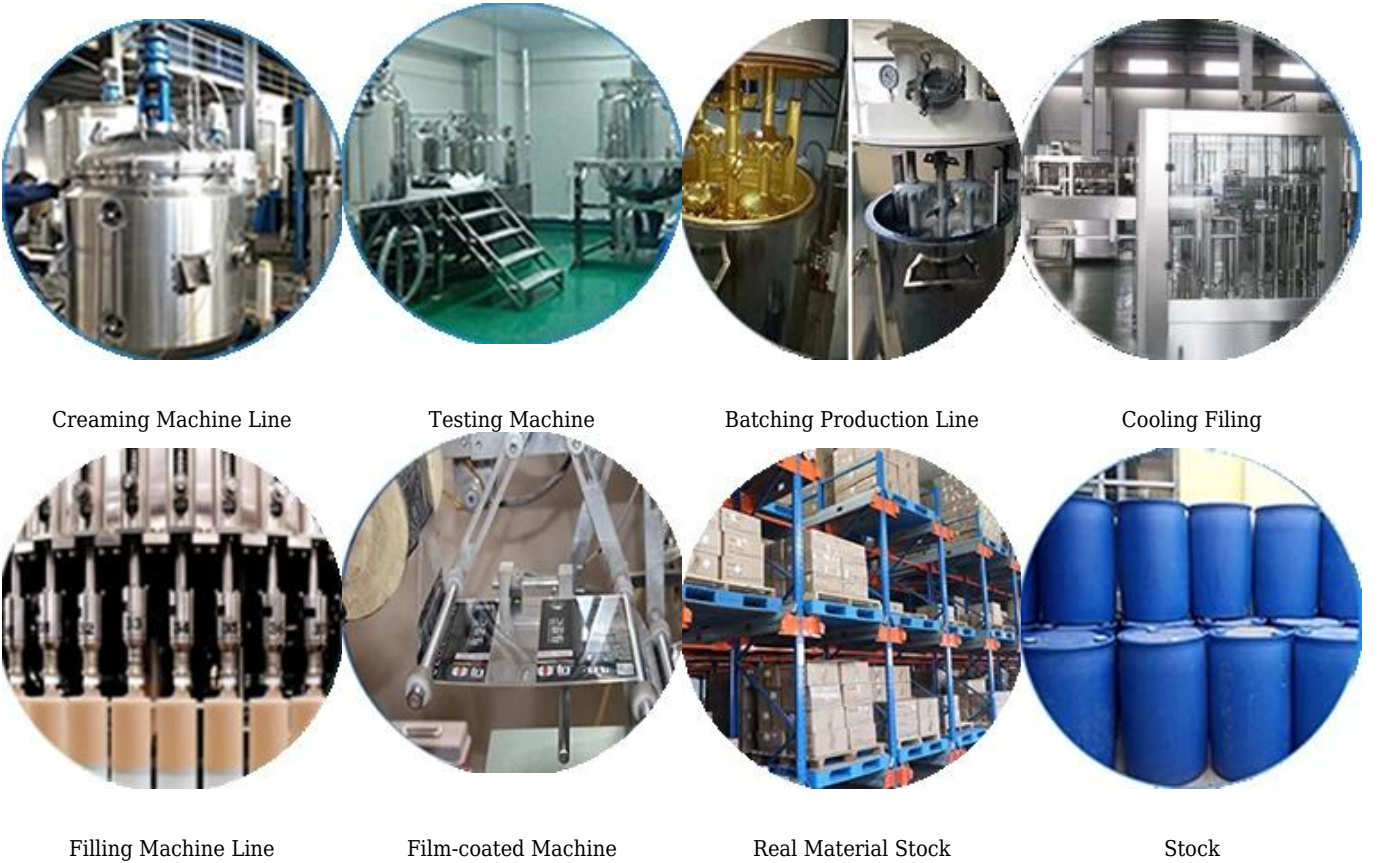 Creaming Machine Line
Testing Machine
Batching Production Line
Cooling Filing
Filling Machine Line
Film-coated Machine
Real Material Stock
Stock